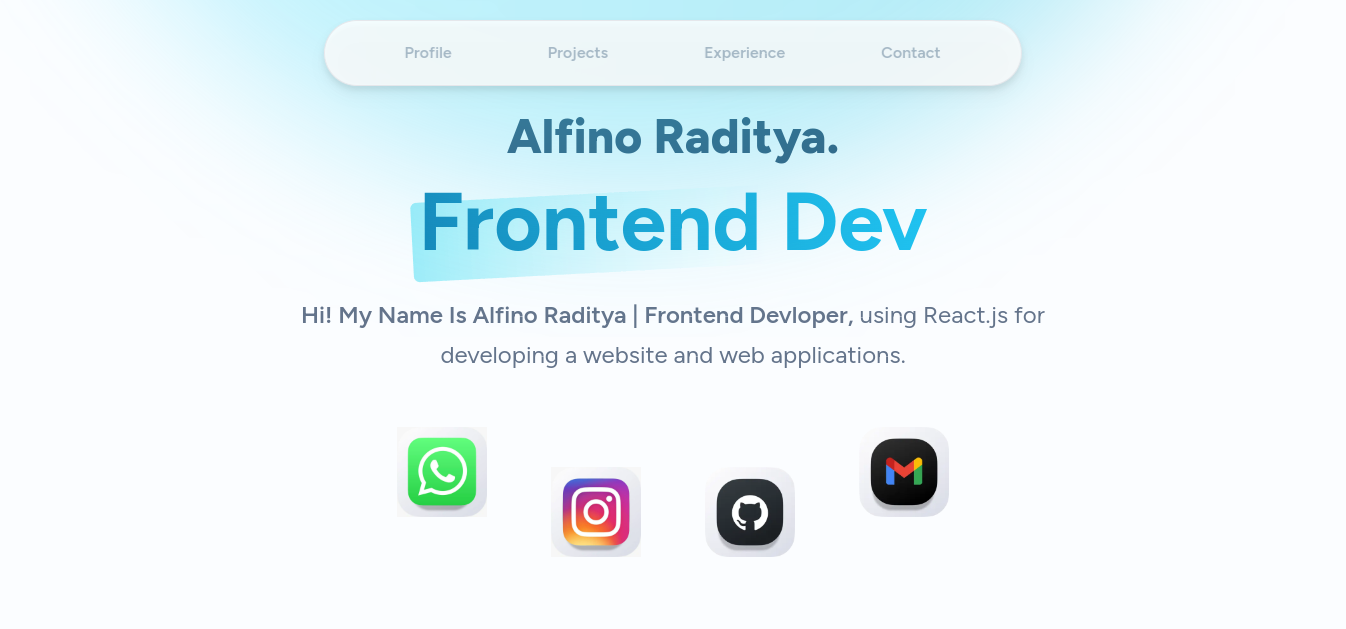 Profile Projects Experience Contact
Alfino Raditya.
Frontend Dev
Hi! My Name Is Alfino Raditya | Frontend Devloper, using React.js for
developing a website and web applications.